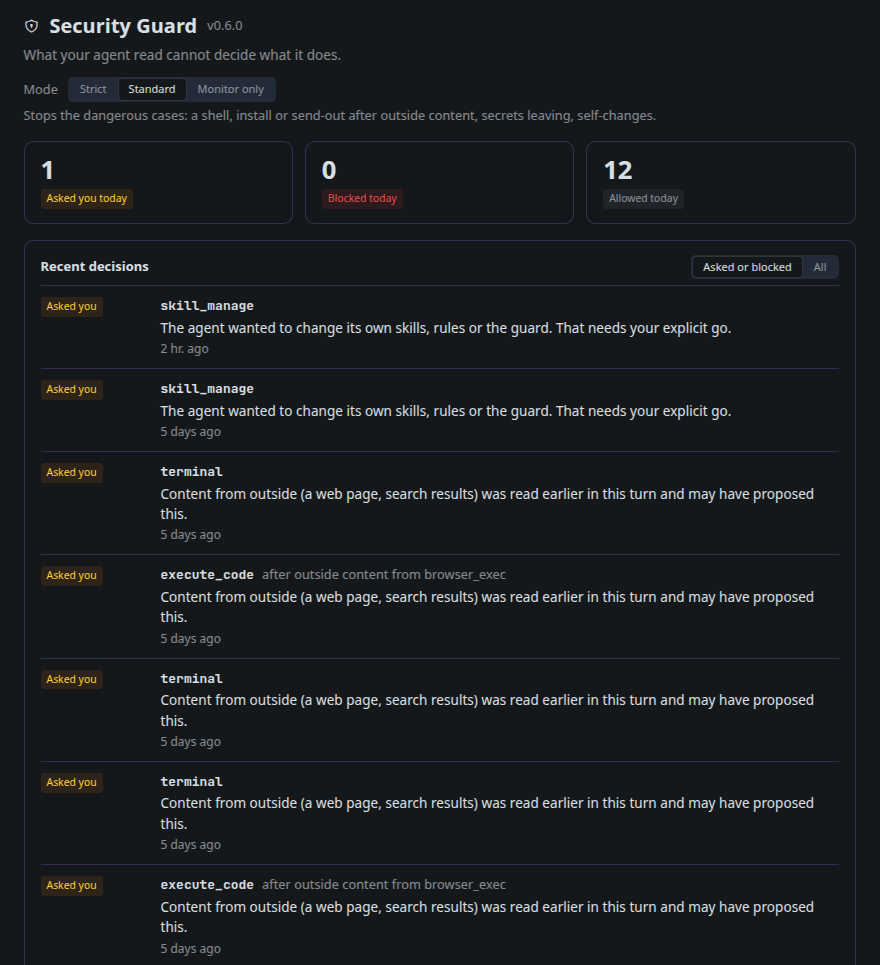 Security Guard v0.6.0
What your agent read cannot decide what it does.
Mode Strict Standard Monitor only
Stops the dangerous cases: a shell, install or send-out after outside content, secrets leaving, self-changes.
1 0 12
Asked you today Blocked today Allowed today
Recent decisions Asked or blocked All
Asked you skill_manage
The agent wanted to change its own skills, rules or the guard. That needs your explicit go.
2 hr. ago
Asked you skill_manage
The agent wanted to change its own skills, rules or the guard. That needs your explicit go.
5 days ago
Asked you terminal
Content from outside (a web page, search results) was read earlier in this turn and may have proposed
this.
5 days ago
Asked you execute_code after outside content from browser_exec
Content from outside (a web page, search results) was read earlier in this turn and may have proposed
this.
5 days ago
Asked you terminal
Content from outside (a web page, search results) was read earlier in this turn and may have proposed
this.
5 days ago
Asked you terminal
Content from outside (a web page, search results) was read earlier in this turn and may have proposed
this.
5 days ago
Asked you execute_code after outside content from browser_exec
Content from outside (a web page, search results) was read earlier in this turn and may have proposed
this.
5 days ago